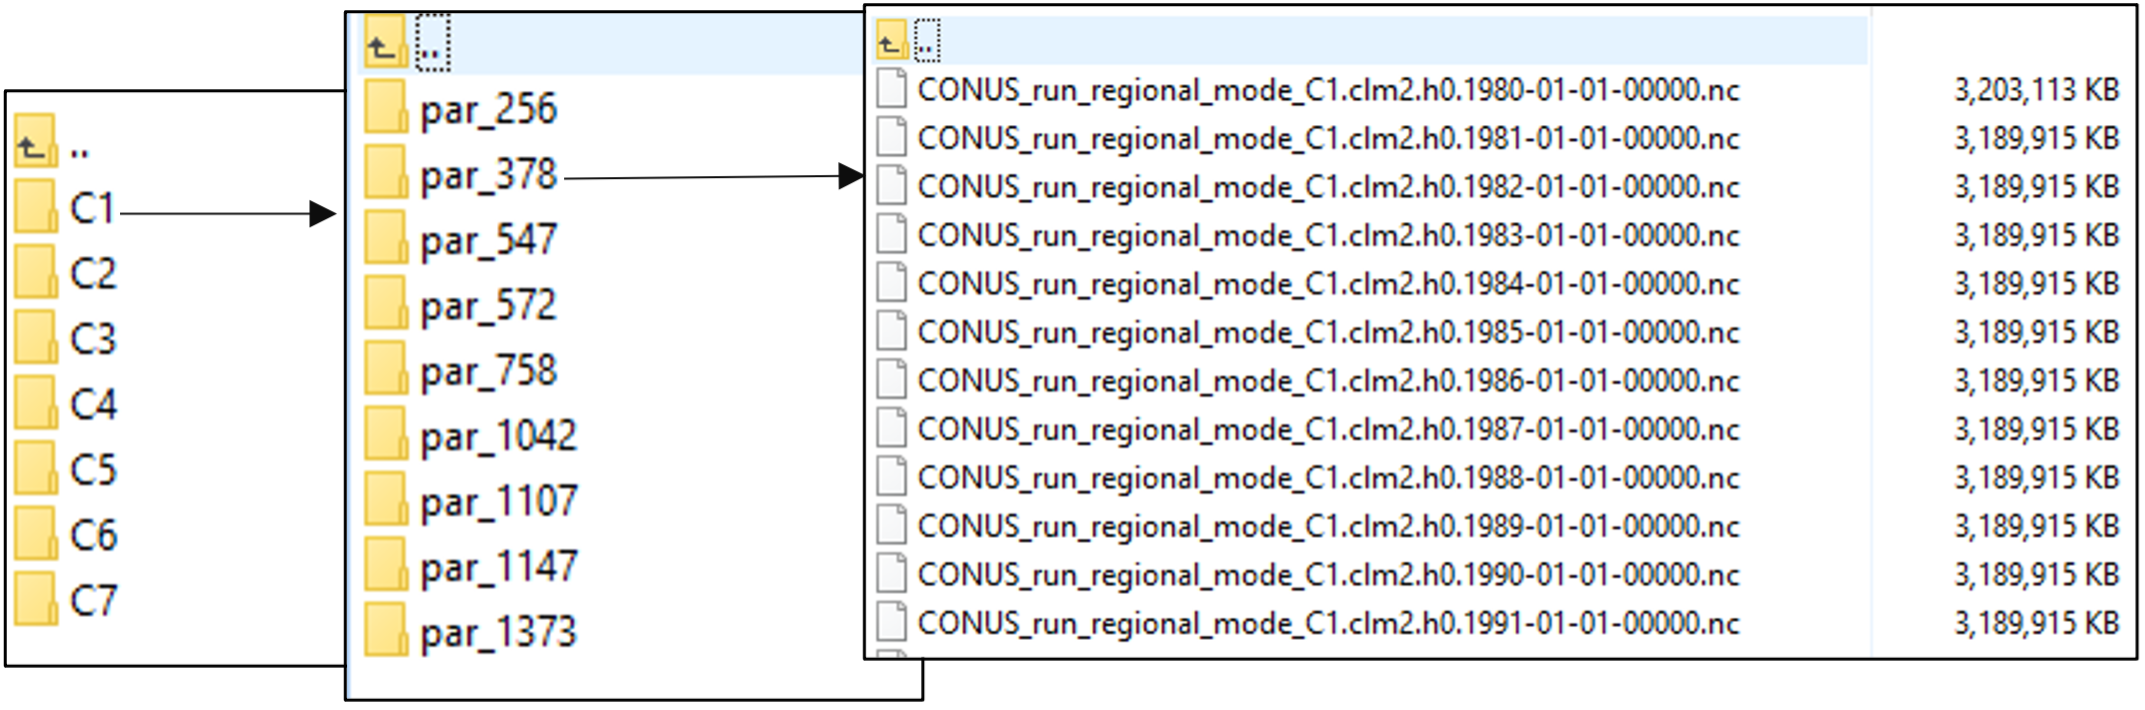 ..
C1
C2
C3
C4
C5
C6
C7
..
par_256
par_378
par_547
par_572
par_758
par_1042
par_1107
par_1147
par_1373
..
CONUS_run_regional_mode_C1.clm2.h0.1980-01-01-00000.nc 3,203,113 KB
CONUS_run_regional_mode_C1.clm2.h0.1981-01-01-00000.nc 3,189,915 KB
CONUS_run_regional_mode_C1.clm2.h0.1982-01-01-00000.nc 3,189,915 KB
CONUS_run_regional_mode_C1.clm2.h0.1983-01-01-00000.nc 3,189,915 KB
CONUS_run_regional_mode_C1.clm2.h0.1984-01-01-00000.nc 3,189,915 KB
CONUS_run_regional_mode_C1.clm2.h0.1985-01-01-00000.nc 3,189,915 KB
CONUS_run_regional_mode_C1.clm2.h0.1986-01-01-00000.nc 3,189,915 KB
CONUS_run_regional_mode_C1.clm2.h0.1987-01-01-00000.nc 3,189,915 KB
CONUS_run_regional_mode_C1.clm2.h0.1988-01-01-00000.nc 3,189,915 KB
CONUS_run_regional_mode_C1.clm2.h0.1989-01-01-00000.nc 3,189,915 KB
CONUS_run_regional_mode_C1.clm2.h0.1990-01-01-00000.nc 3,189,915 KB
CONUS_run_regional_mode_C1.clm2.h0.1991-01-01-00000.nc 3,189,915 KB